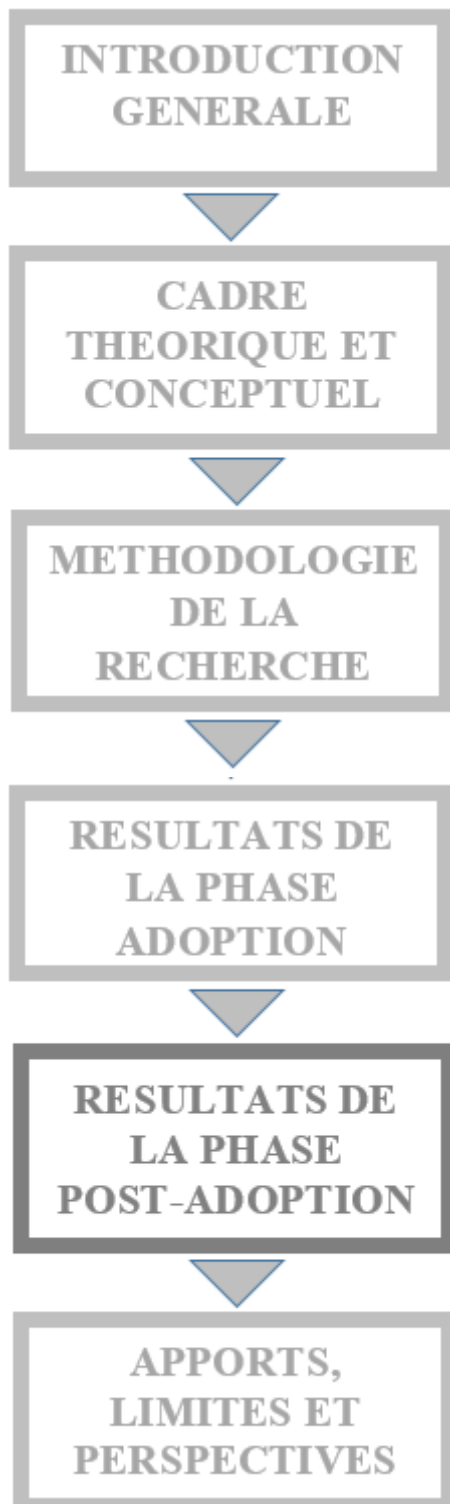 INTRODUCTION
GENERALE
CADRE
THEORIQUE ET
CONCEPTUEL
METHODOLOGIE
DE LA
RECHERCHE
RESULTATS DE
LA PHASE
ADOPTION
RESULTATS DE
LA PHASE
POST-ADOPTION
APPORTS,
LIMITES ET
PERSPECTIVES